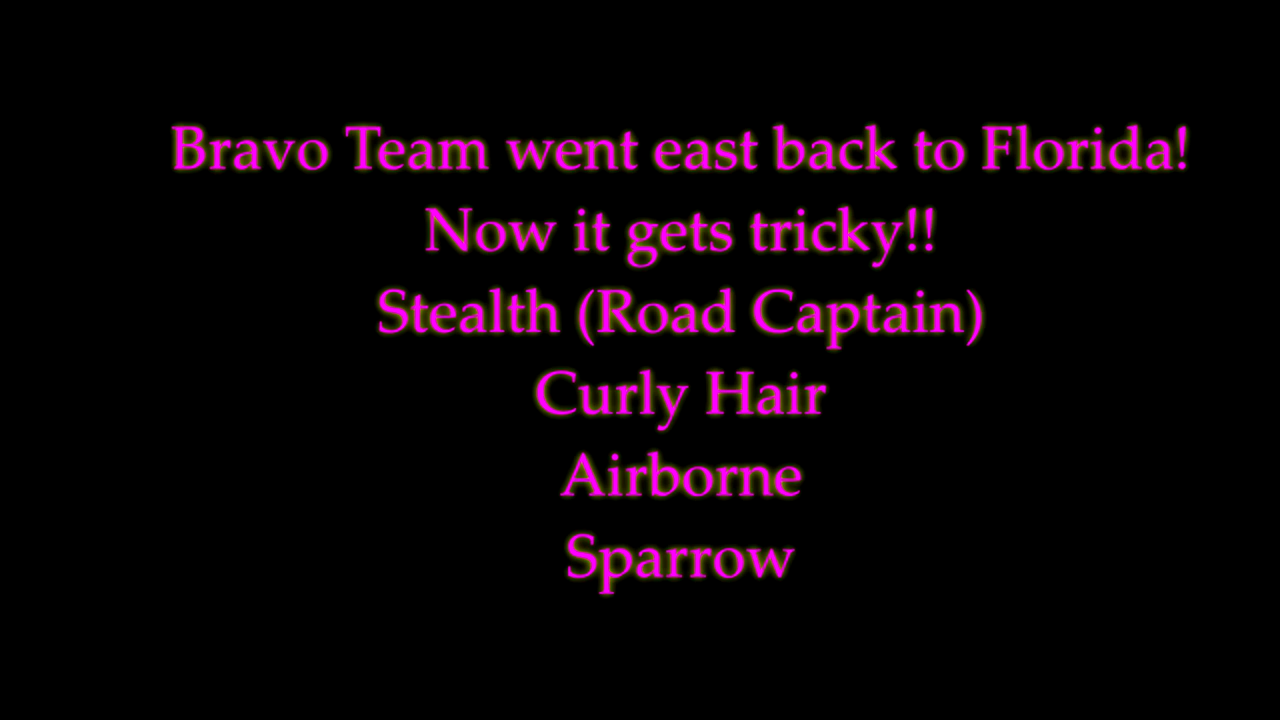 Bravo Team went east back to Florida!
Now it gets tricky!!
Stealth (Road Captain)
Curly Hair
Airborne
Sparrow